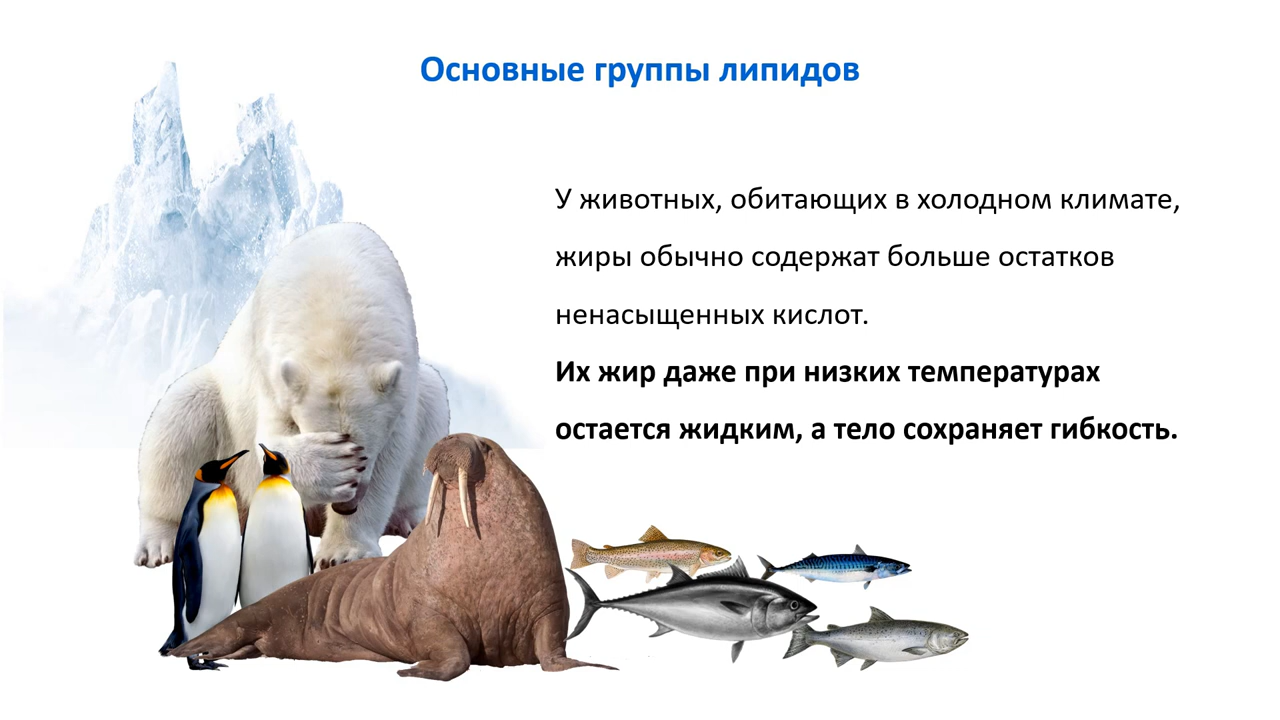 Основные группы липидов
У животных, обитающих в холодном климате,
жиры обычно содержат больше остатков
ненасыщенных кислот.
Их жир даже при низких температурах
остается жидким, а тело сохраняет гибкость.